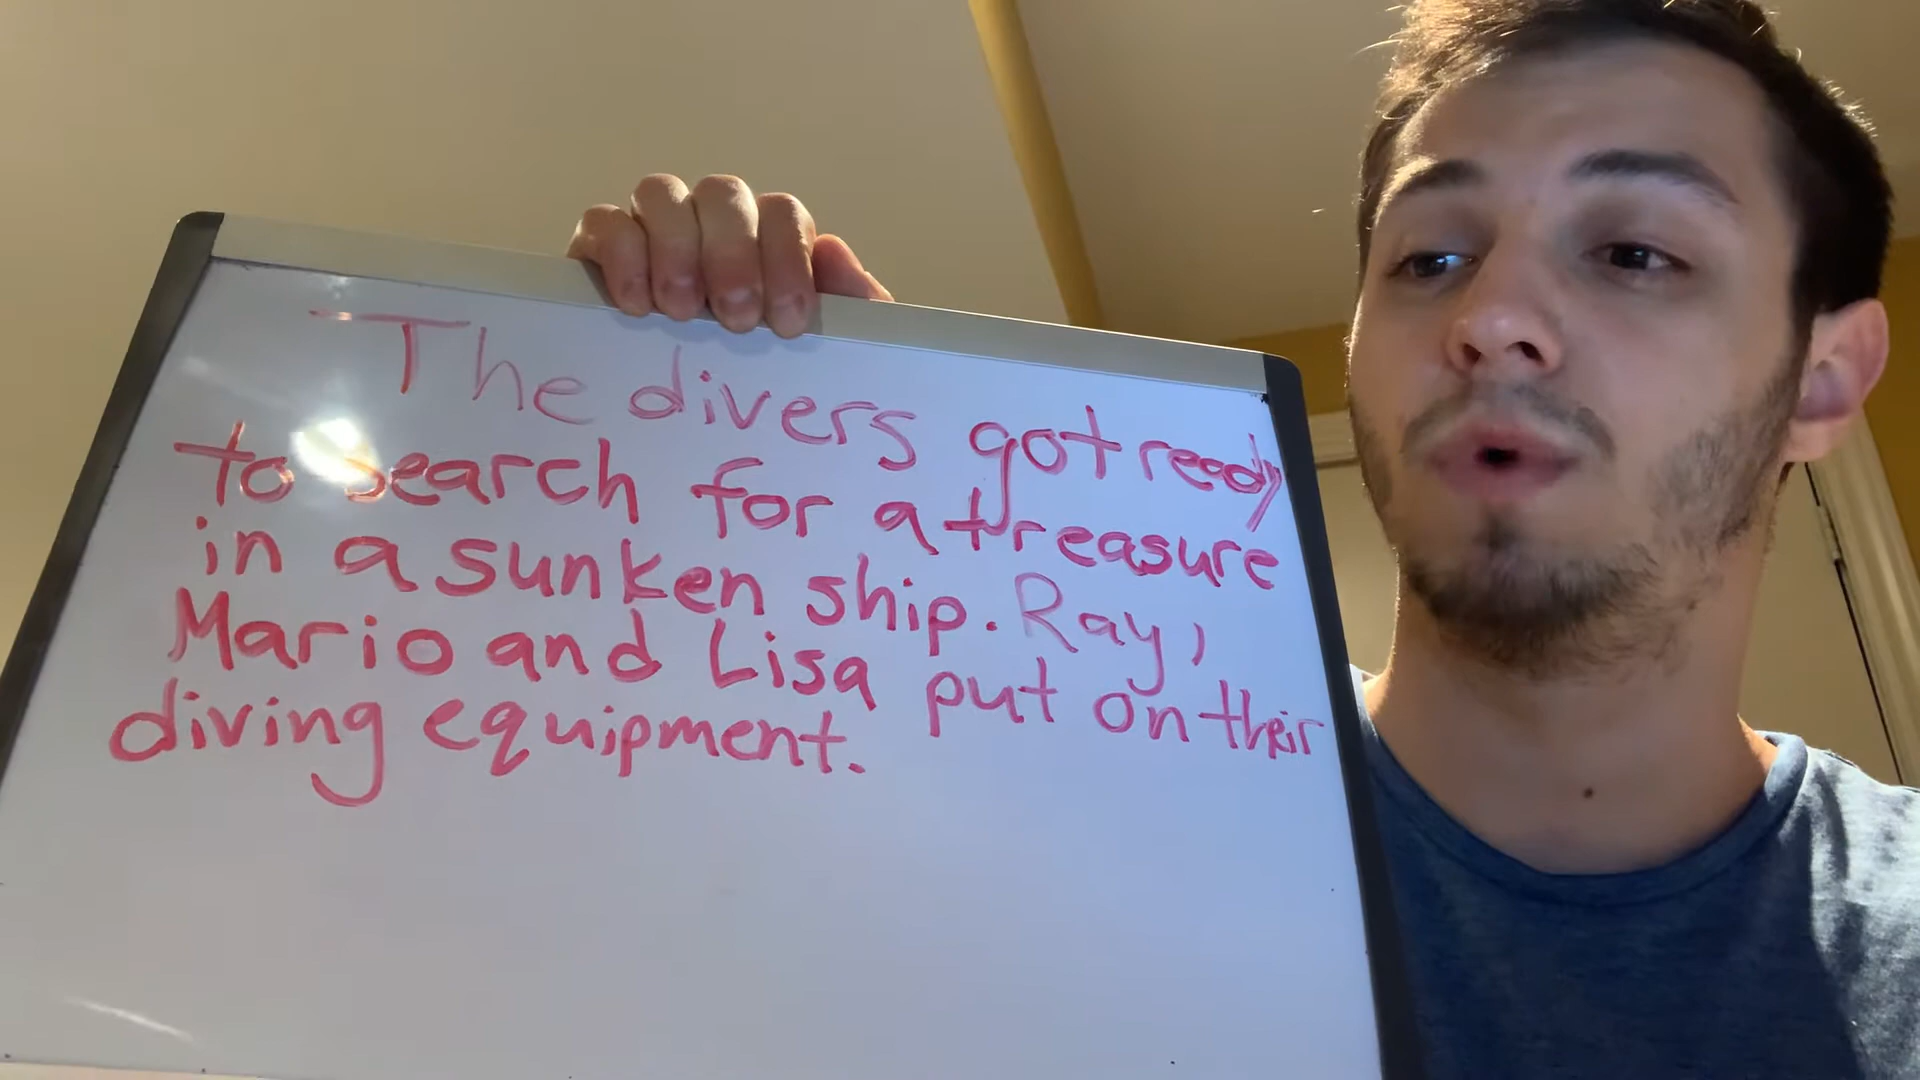 The divers got ready
to search for a treasure
in a sunken ship. Ray,
Mario and Lisa put on their
diving equipment.